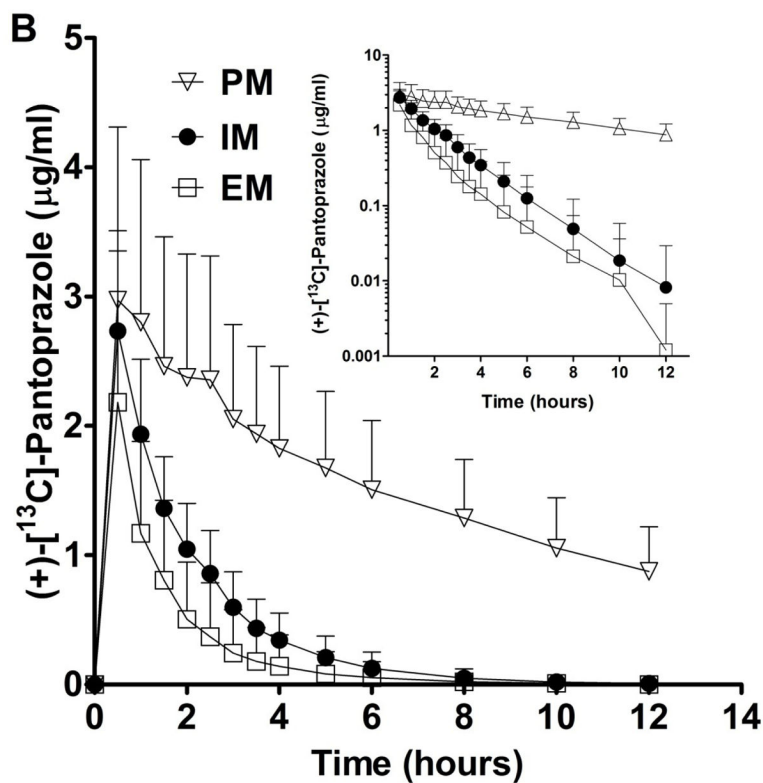 B
(+)-[¹³C]-Pantoprazole (µg/ml)
5
4
3
2
1
0
PM
IM
EM
0 2 4 6 8 10 12 14
Time (hours)
(+)-[¹³C]-Pantoprazole (µg/ml)
10
1
0.1
0.01
0.001
2 4 6 8 10 12
Time (hours)